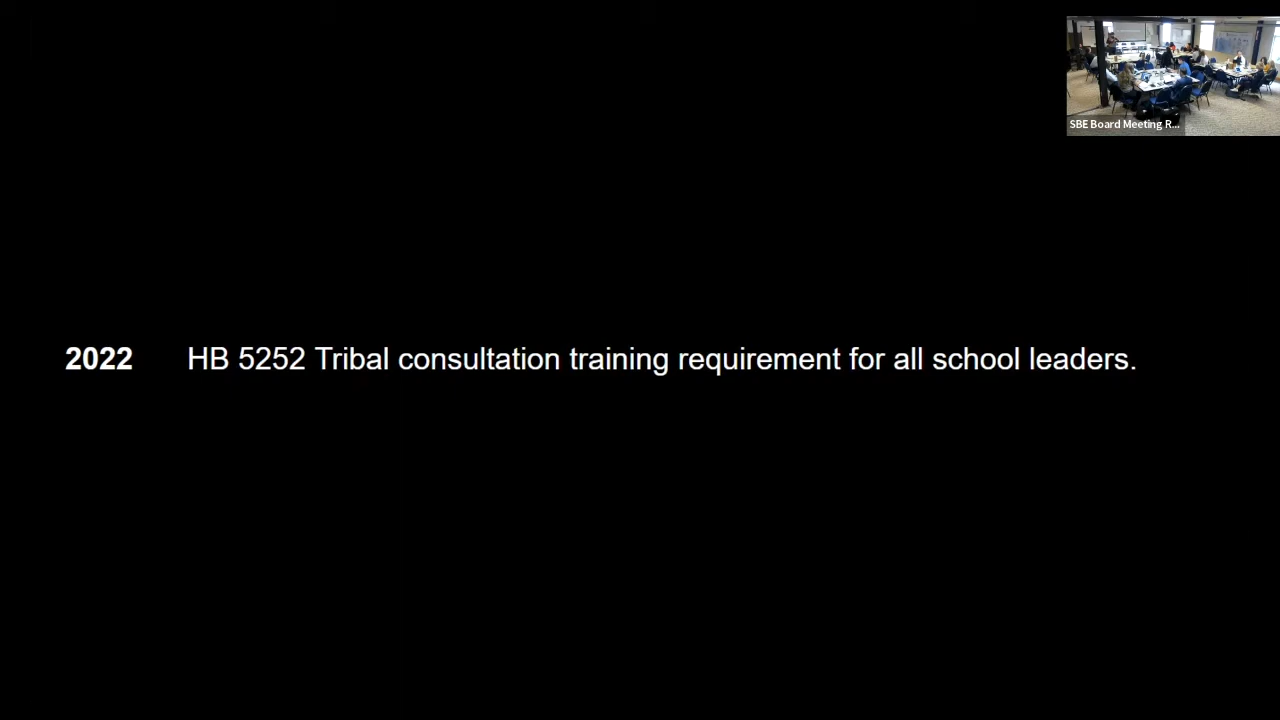 SBE Board Meeting R...
2022 HB 5252 Tribal consultation training requirement for all school leaders.